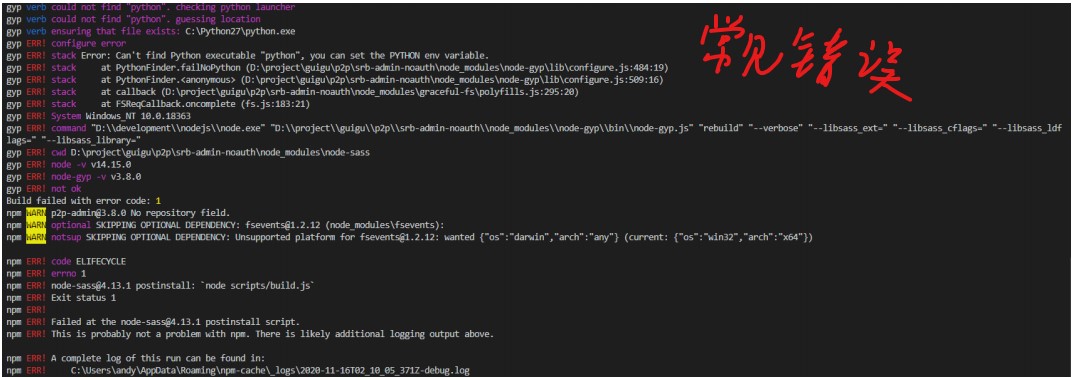 gyp verb could not find "python". checking python launcher
gyp verb could not find "python". guessing location
gyp verb ensuring that file exists: C:\Python27\python.exe
gyp ERR! configure error
gyp ERR! stack Error: Can't find Python executable "python", you can set the PYTHON env variable.
gyp ERR! stack     at PythonFinder.failNoPython (D:\project\guigu\p2p\srb-admin-noauth\node_modules\node-gyp\lib\configure.js:484:19)
gyp ERR! stack     at PythonFinder.<anonymous> (D:\project\guigu\p2p\srb-admin-noauth\node_modules\node-gyp\lib\configure.js:509:16)
gyp ERR! stack     at callback (D:\project\guigu\p2p\srb-admin-noauth\node_modules\graceful-fs\polyfills.js:295:20)
gyp ERR! stack     at FSReqCallback.oncomplete (fs.js:183:21)
常见错误
gyp ERR! System Windows_NT 10.0.18363
gyp ERR! command "D:\\development\\nodejs\\node.exe" "D:\\project\\guigu\\p2p\\srb-admin-noauth\\node_modules\\node-gyp\\bin\\node-gyp.js" "rebuild" "--verbose" "--libsass_ext=" "--libsass_cflags=" "--libsass_ldf
lags=" "--libsass_library="
gyp ERR! cwd D:\project\guigu\p2p\srb-admin-noauth\node_modules\node-sass
gyp ERR! node -v v14.15.0
gyp ERR! node-gyp -v v3.8.0
gyp ERR! not ok
Build failed with error code: 1
npm WARN p2p-admin@3.8.0 No repository field.
npm WARN optional SKIPPING OPTIONAL DEPENDENCY: fsevents@1.2.12 (node_modules\fsevents):
npm WARN notsup SKIPPING OPTIONAL DEPENDENCY: Unsupported platform for fsevents@1.2.12: wanted {"os":"darwin","arch":"any"} (current: {"os":"win32","arch":"x64"})
npm ERR! code ELIFECYCLE
npm ERR! errno 1
npm ERR! node-sass@4.13.1 postinstall: `node scripts/build.js`
npm ERR! Exit status 1
npm ERR!
npm ERR! Failed at the node-sass@4.13.1 postinstall script.
npm ERR! This is probably not a problem with npm. There is likely additional logging output above.
npm ERR! A complete log of this run can be found in:
npm ERR!     C:\Users\andy\AppData\Roaming\npm-cache\_logs\2020-11-16T02_10_05_371Z-debug.log